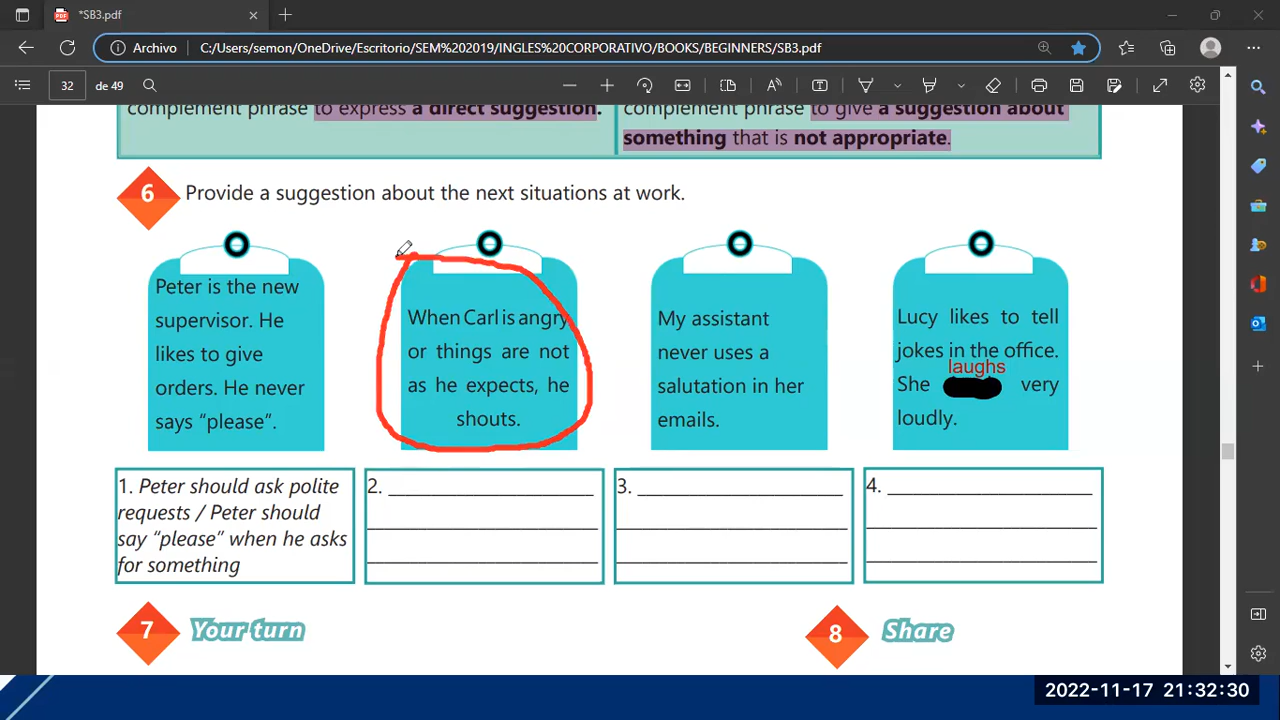 *SB3.pdf
Archivo
C:/Users/semon/OneDrive/Escritorio/SEM%202019/INGLES%20CORPORATIVO/BOOKS/BEGINNERS/SB3.pdf
32
de 49
complement phrase to express a direct suggestion.
complement phrase to give a suggestion about
something that is not appropriate.
6
Provide a suggestion about the next situations at work.
Peter is the new
supervisor. He
likes to give
orders. He never
says “please”.
When Carl is angry
or things are not
as he expects, he
shouts.
My assistant
never uses a
salutation in her
emails.
Lucy likes to tell
jokes in the office.
laughs
She very
loudly.
1. Peter should ask polite
requests / Peter should
say “please” when he asks
for something
2. ____________________
3. ____________________
4. ____________________
7
Your turn
8
Share
2022-11-17 21:32:30